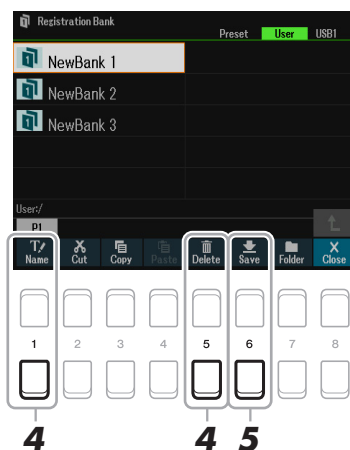 Registration Bank
Preset User USB1
NewBank 1
NewBank 2
NewBank 3
User:/
P1
Name Cut Copy Paste Delete Save Folder Close
1 2 3 4 5 6 7 8
4 4 5